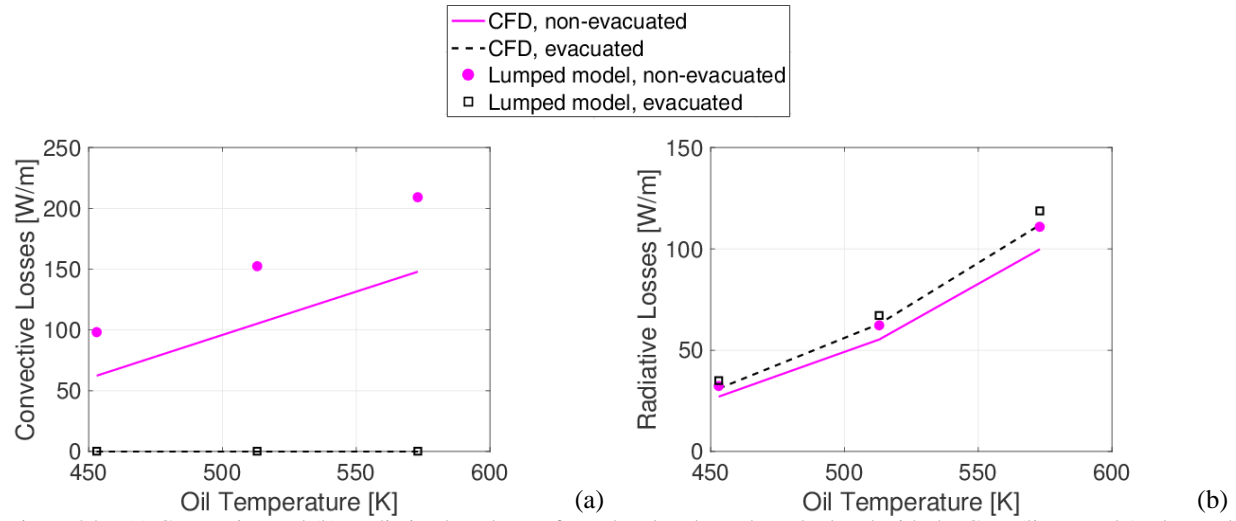 CFD, non-evacuated
CFD, evacuated
Lumped model, non-evacuated
Lumped model, evacuated
Convective Losses [W/m]
250
200
150
100
50
0
450
500
550
600
Oil Temperature [K]
(a)
Radiative Losses [W/m]
150
100
50
0
450
500
550
600
Oil Temperature [K]
(b)